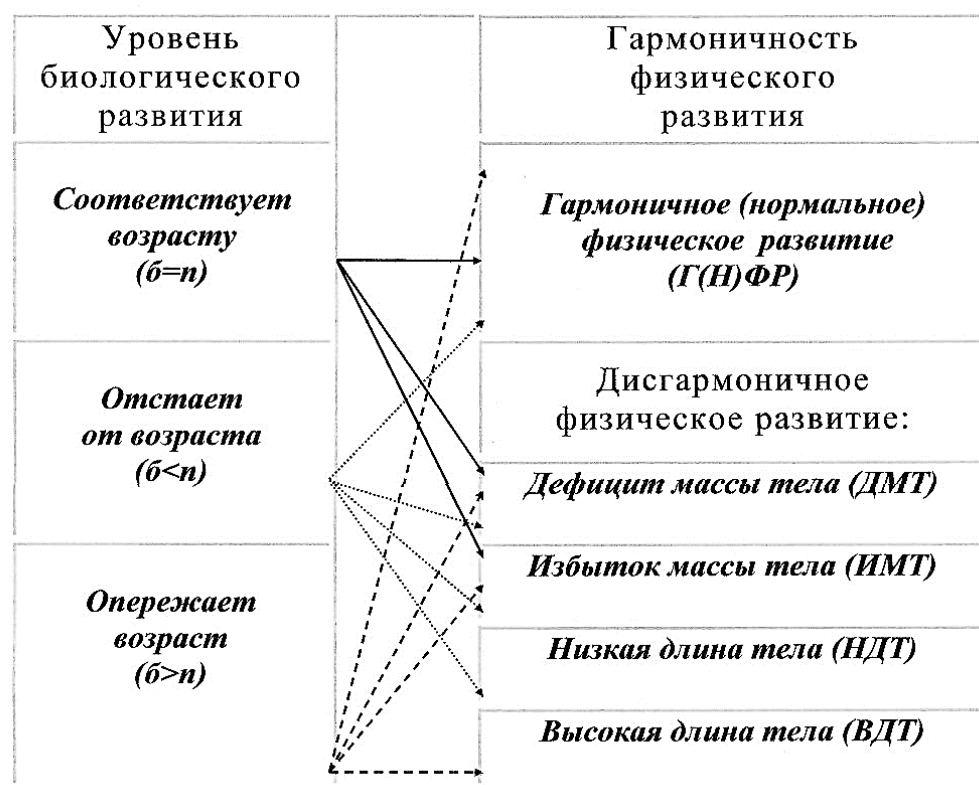 Уровень
биологического
развития
Гармоничность
физического
развития
Соответствует
возрасту
(б=п)
Гармоничное (нормальное)
физическое развитие
(Г(Н)ФР)
Отстает
от возраста
(б<п)
Дисгармоничное
физическое развитие:
Дефицит массы тела (ДМТ)
Опережает
возраст
(б>п)
Избыток массы тела (ИМТ)
Низкая длина тела (НДТ)
Высокая длина тела (ВДТ)